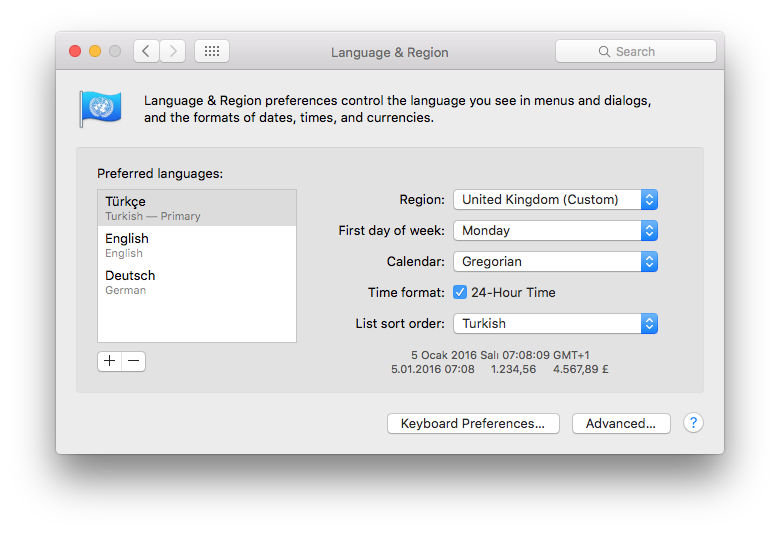 Language & Region
Search
Language & Region preferences control the language you see in menus and dialogs,
and the formats of dates, times, and currencies.
Preferred languages:
Türkçe
Turkish — Primary
English
English
Deutsch
German
Region: United Kingdom (Custom)
First day of week: Monday
Calendar: Gregorian
Time format: 24-Hour Time
List sort order: Turkish
5 Ocak 2016 Salı 07:08:09 GMT+1
5.01.2016 07:08 1.234,56 4.567,89 £
Keyboard Preferences...
Advanced...
?